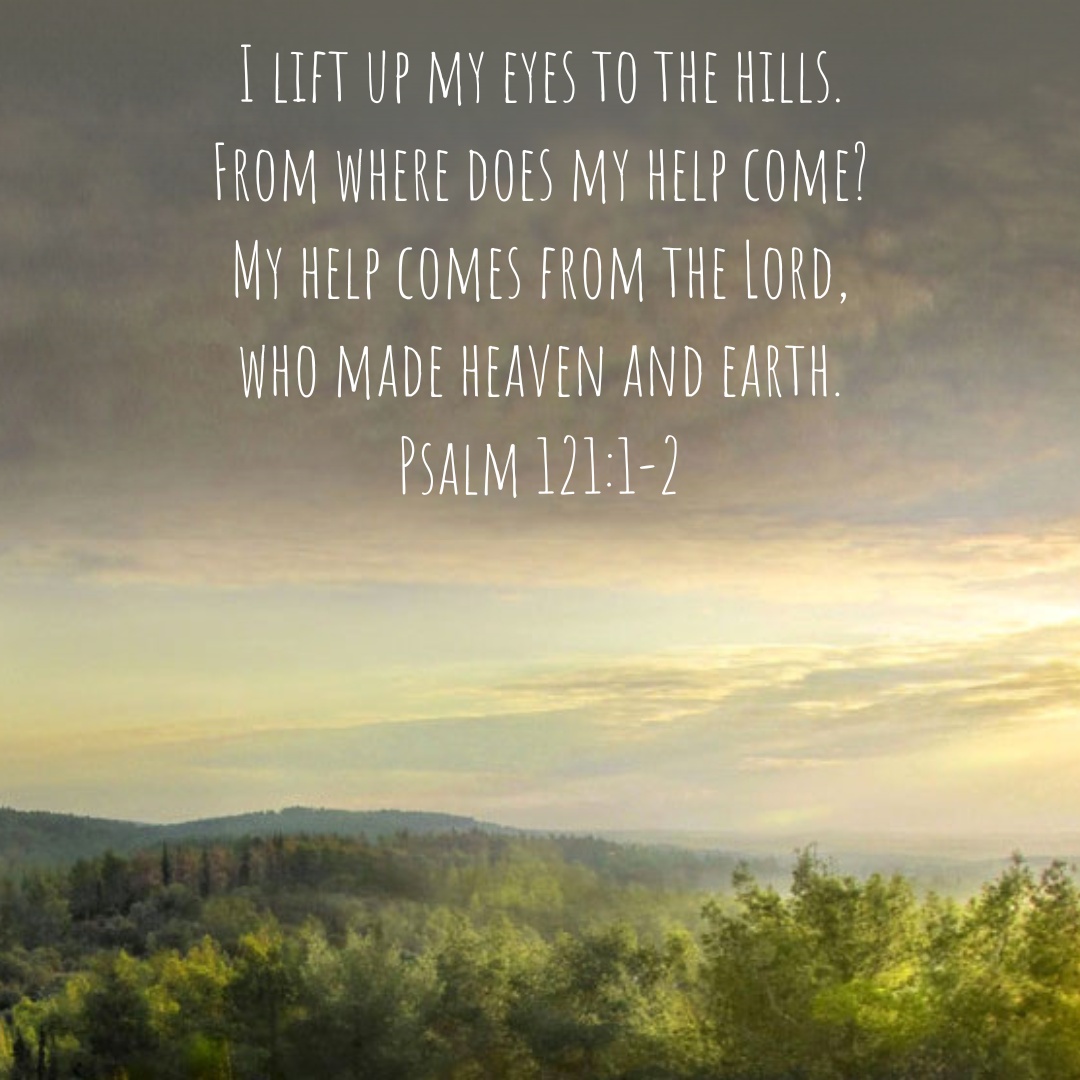 I lift up my eyes to the hills.
From where does my help come?
My help comes from the Lord,
who made heaven and earth.
Psalm 121:1-2